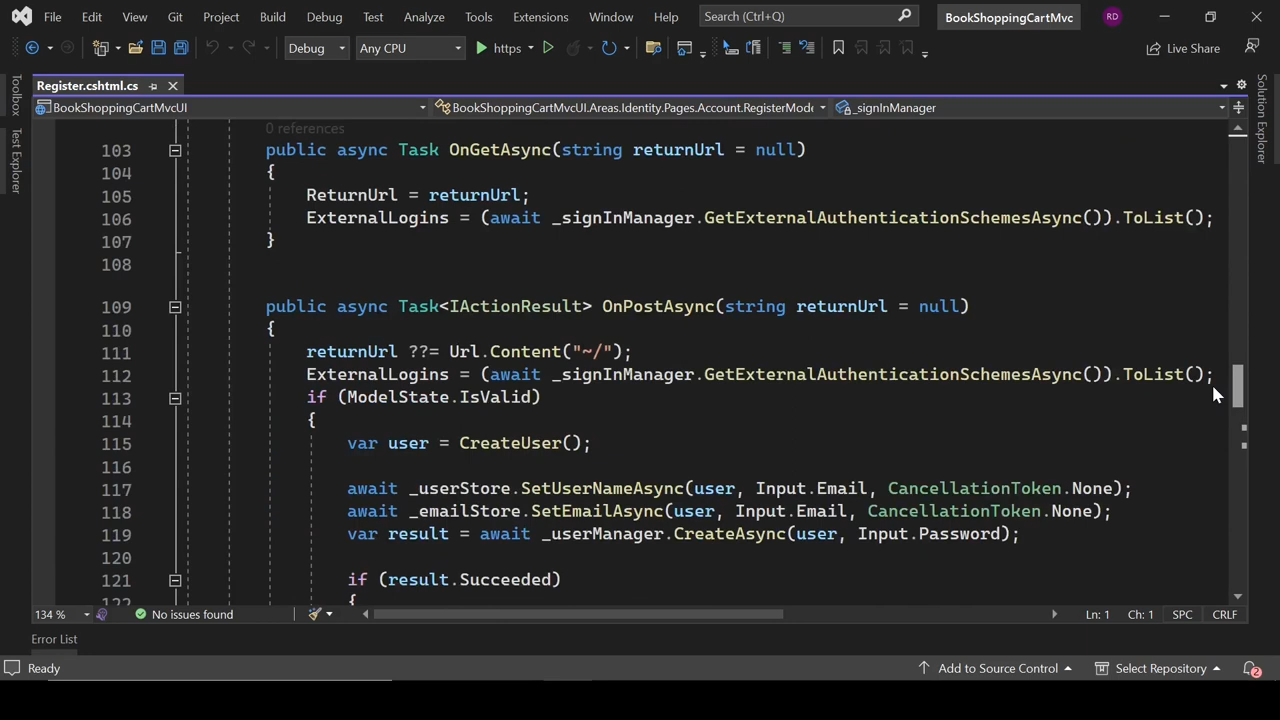 File Edit View Git Project Build Debug Test Analyze Tools Extensions Window Help Search (Ctrl+Q) BookShoppingCartMvc RD
Debug Any CPU https Live Share
Register.cshtml.cs
BookShoppingCartMvcUI BookShoppingCartMvcUI.Areas.Identity.Pages.Account.RegisterMode _signInManager
Toolbox
Test Explorer
Solution Explorer
0 references
103 public async Task OnGetAsync(string returnUrl = null)
104 {
105 ReturnUrl = returnUrl;
106 ExternalLogins = (await _signInManager.GetExternalAuthenticationSchemesAsync()).ToList();
107 }
108
109 public async Task<IActionResult> OnPostAsync(string returnUrl = null)
110 {
111 returnUrl ??= Url.Content("~/");
112 ExternalLogins = (await _signInManager.GetExternalAuthenticationSchemesAsync()).ToList();
113 if (ModelState.IsValid)
114 {
115 var user = CreateUser();
116
117 await _userStore.SetUserNameAsync(user, Input.Email, CancellationToken.None);
118 await _emailStore.SetEmailAsync(user, Input.Email, CancellationToken.None);
119 var result = await _userManager.CreateAsync(user, Input.Password);
120
121 if (result.Succeeded)
122 {
134 % No issues found Ln: 1 Ch: 1 SPC CRLF
Error List
Ready Add to Source Control Select Repository 2